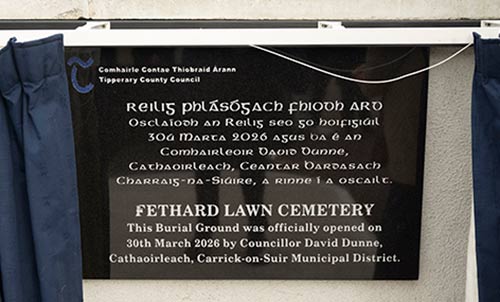 Comhairle Contae Thiobraid Árann
Tipperary County Council
Reilig Phlásógach Fhiodh Ard
Osclaíodh an Reilig seo go hoifigiúil
30ú Marta 2026 agus ba é an
Comhairleoir David Dunne,
Cathaoirleach, Ceantar Bardasach
Charraig-na-Siúire, a rinne í a oscailt.
FETHARD LAWN CEMETERY
This Burial Ground was officially opened on
30th March 2026 by Councillor David Dunne,
Cathaoirleach, Carrick-on-Suir Municipal District.